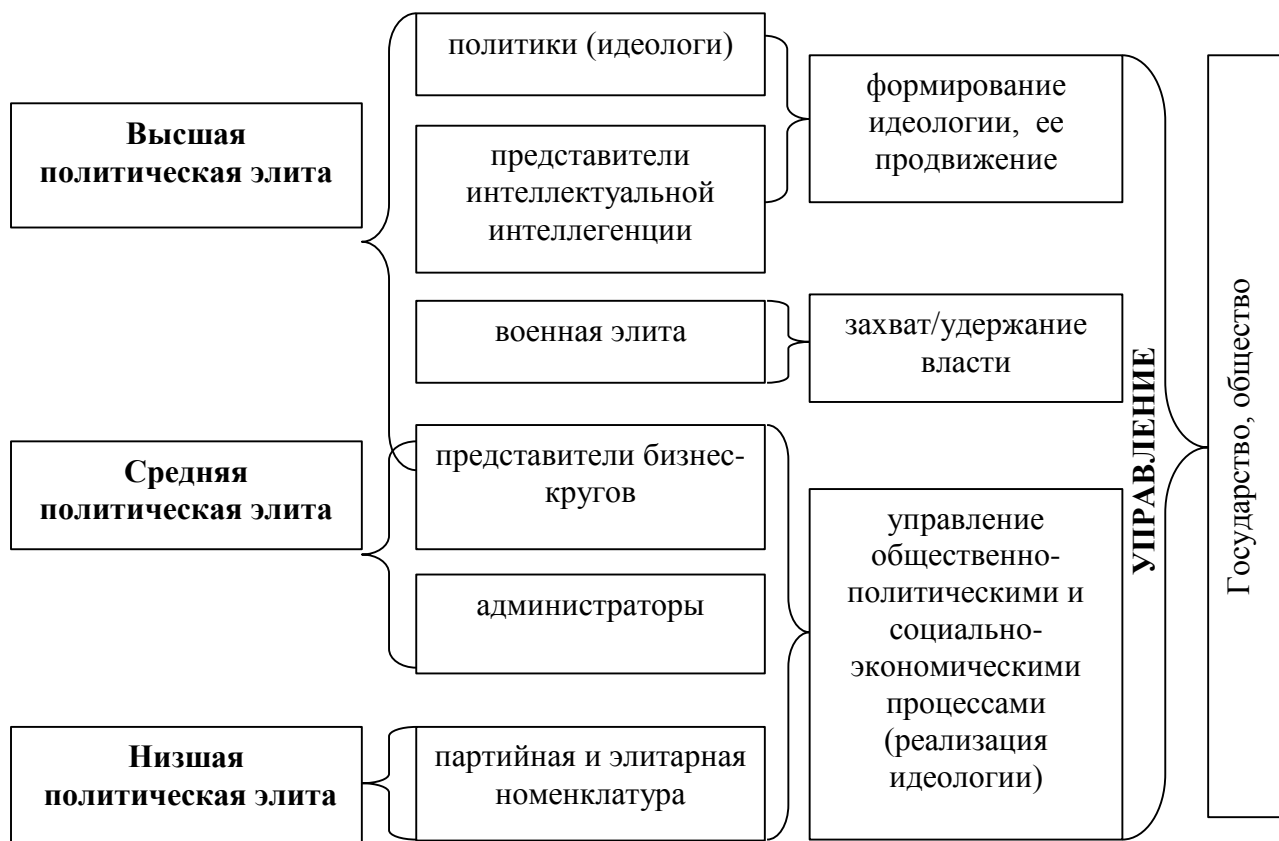 политики (идеологи)
Высшая
политическая элита
представители
интеллектуальной
интеллегенции
формирование
идеологии, ее
продвижение
военная элита
захват/удержание
власти
Средняя
политическая элита
представители бизнес-
кругов
администраторы
управление
общественно-
политическими и
социально-
экономическими
процессами
(реализация
идеологии)
Низшая
политическая элита
партийная и элитарная
номенклатура
УПРАВЛЕНИЕ
Государство, общество